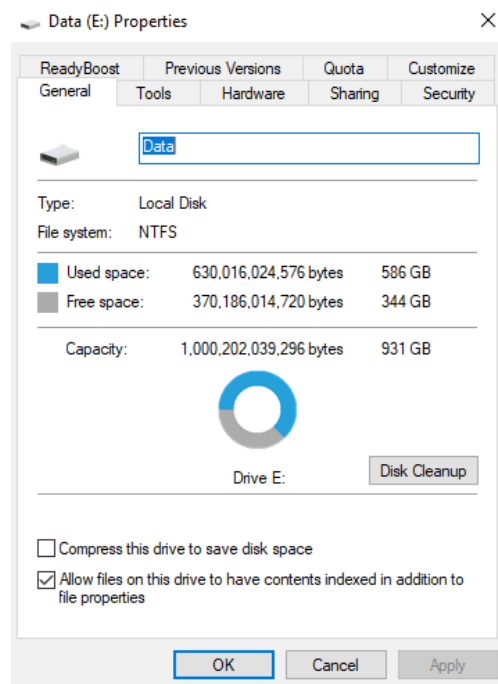 Data (E:) Properties
ReadyBoost Previous Versions Quota Customize
General Tools Hardware Sharing Security
Data
Type: Local Disk
File system: NTFS
Used space: 630,016,024,576 bytes 586 GB
Free space: 370,186,014,720 bytes 344 GB
Capacity: 1,000,202,039,296 bytes 931 GB
Drive E:
Disk Cleanup
Compress this drive to save disk space
Allow files on this drive to have contents indexed in addition to
file properties
OK Cancel Apply